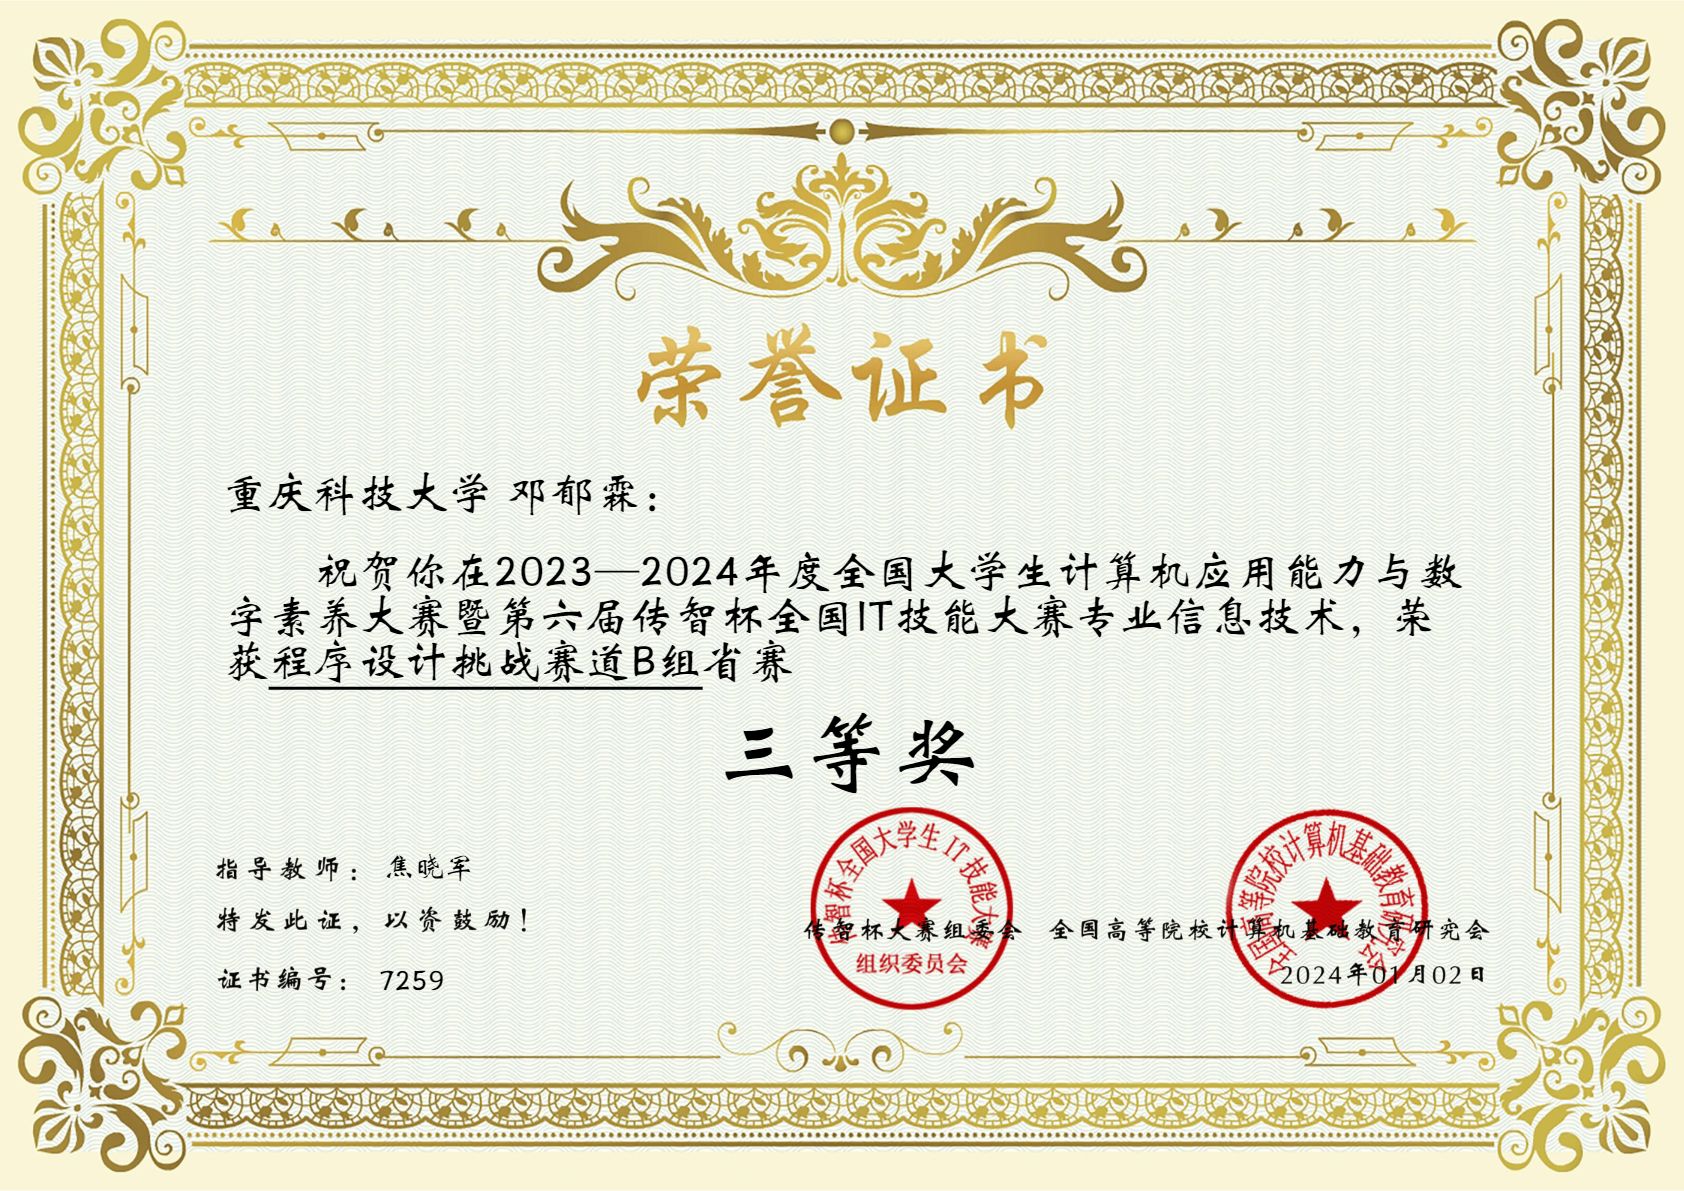 荣誉证书
重庆科技大学 邓郁霖：
祝贺你在2023—2024年度全国大学生计算机应用能力与数
字素养大赛暨第六届传智杯全国IT技能大赛专业信息技术，荣
获程序设计挑战赛道B组省赛
三等奖
指导教师： 焦晓军
特发此证，以资鼓励！
证书编号： 7259
传智杯全国大学生IT技能大赛
组织委员会
传智杯大赛组委会
全国高等院校计算机基础教育研究会
全国高等院校计算机基础教育研究会
2024年01月02日